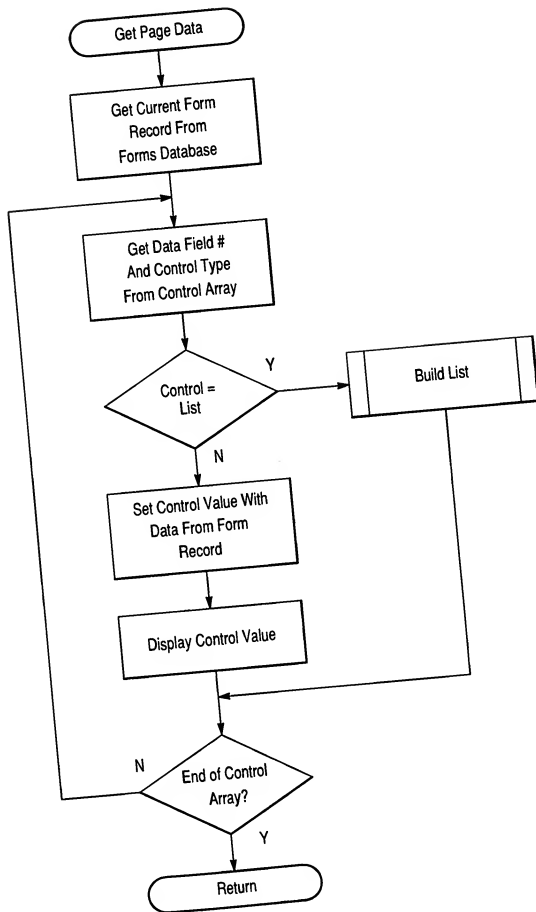 Get Page Data
Get Current Form
Record From
Forms Database
Get Data Field #
And Control Type
From Control Array
Control =
List
Y
Build List
N
Set Control Value With
Data From Form
Record
Display Control Value
N
End of Control
Array?
Y
Return